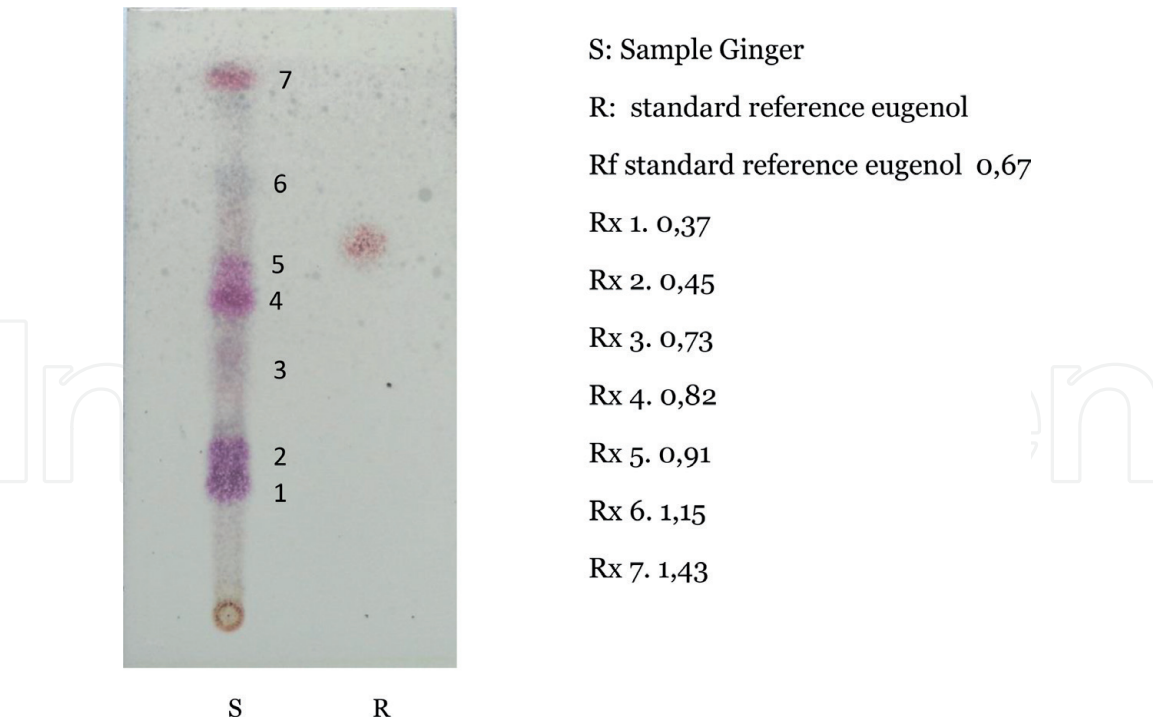 7
6
5
4
3
2
1
S R
S: Sample Ginger
R: standard reference eugenol
Rf standard reference eugenol 0,67
Rx 1. 0,37
Rx 2. 0,45
Rx 3. 0,73
Rx 4. 0,82
Rx 5. 0,91
Rx 6. 1,15
Rx 7. 1,43